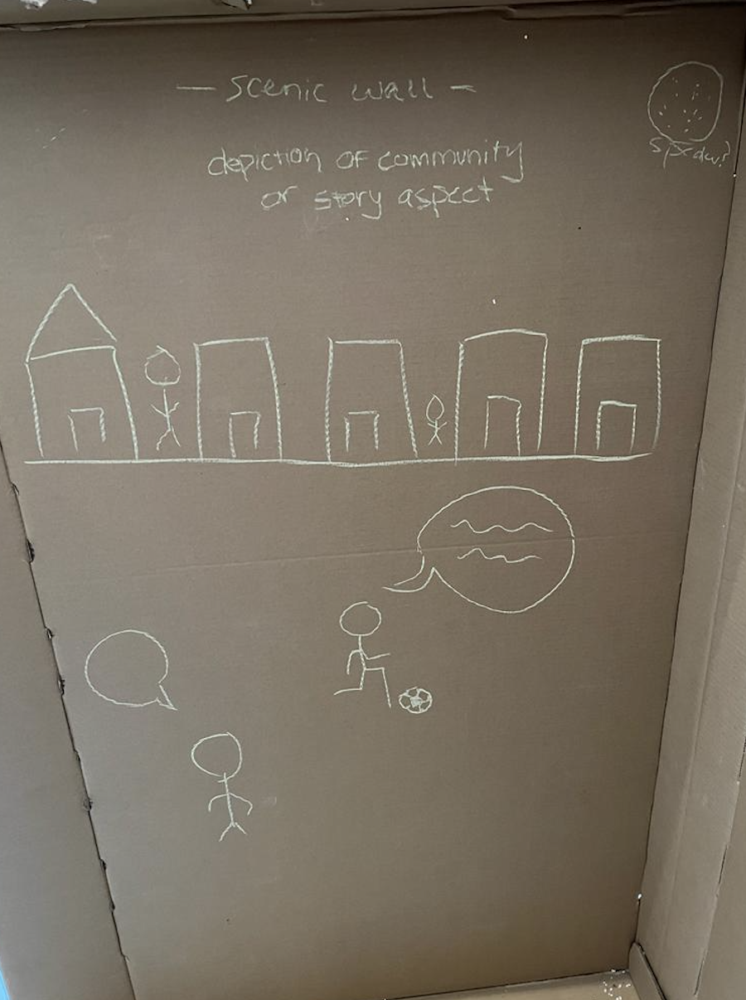 — scenic wall —
depiction of community
or story aspect